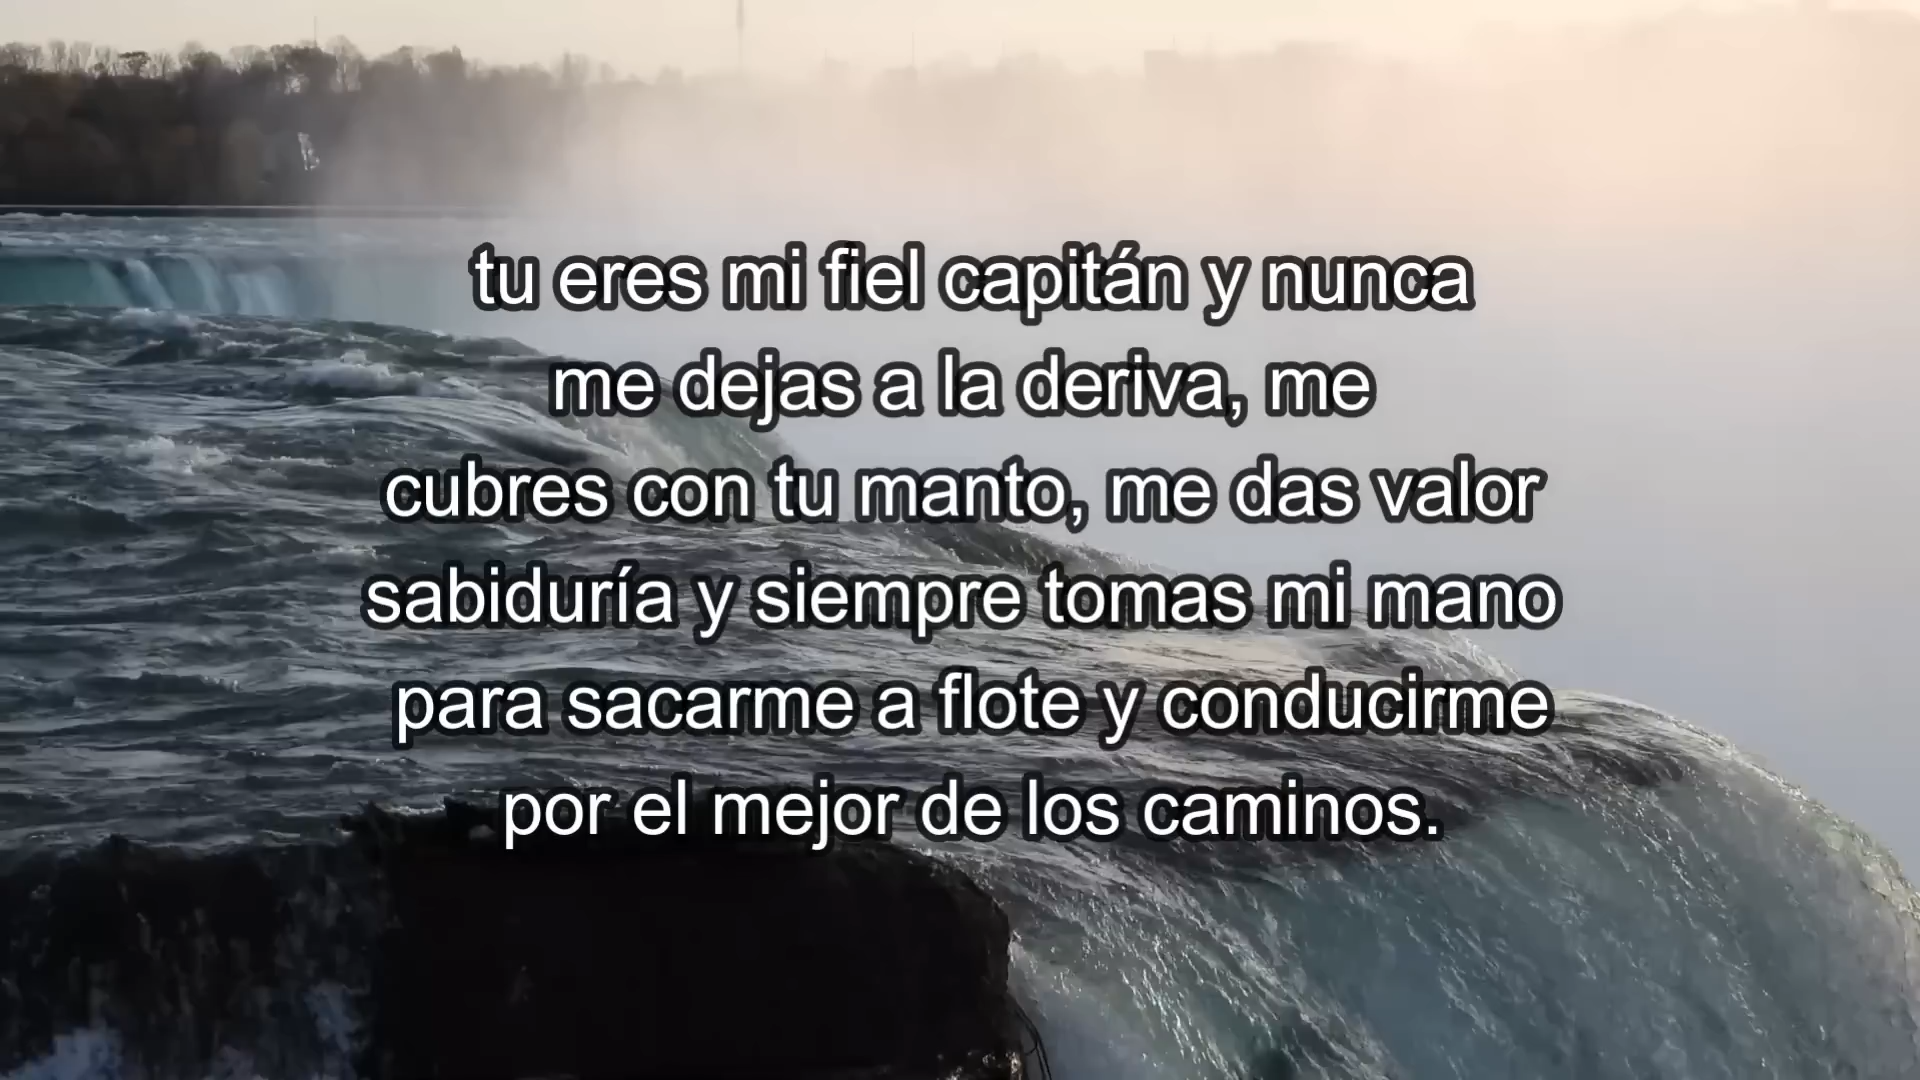 tu eres mi fiel capitán y nunca
me dejas a la deriva, me
cubres con tu manto, me das valor
sabiduría y siempre tomas mi mano
para sacarme a flote y conducirme
por el mejor de los caminos.